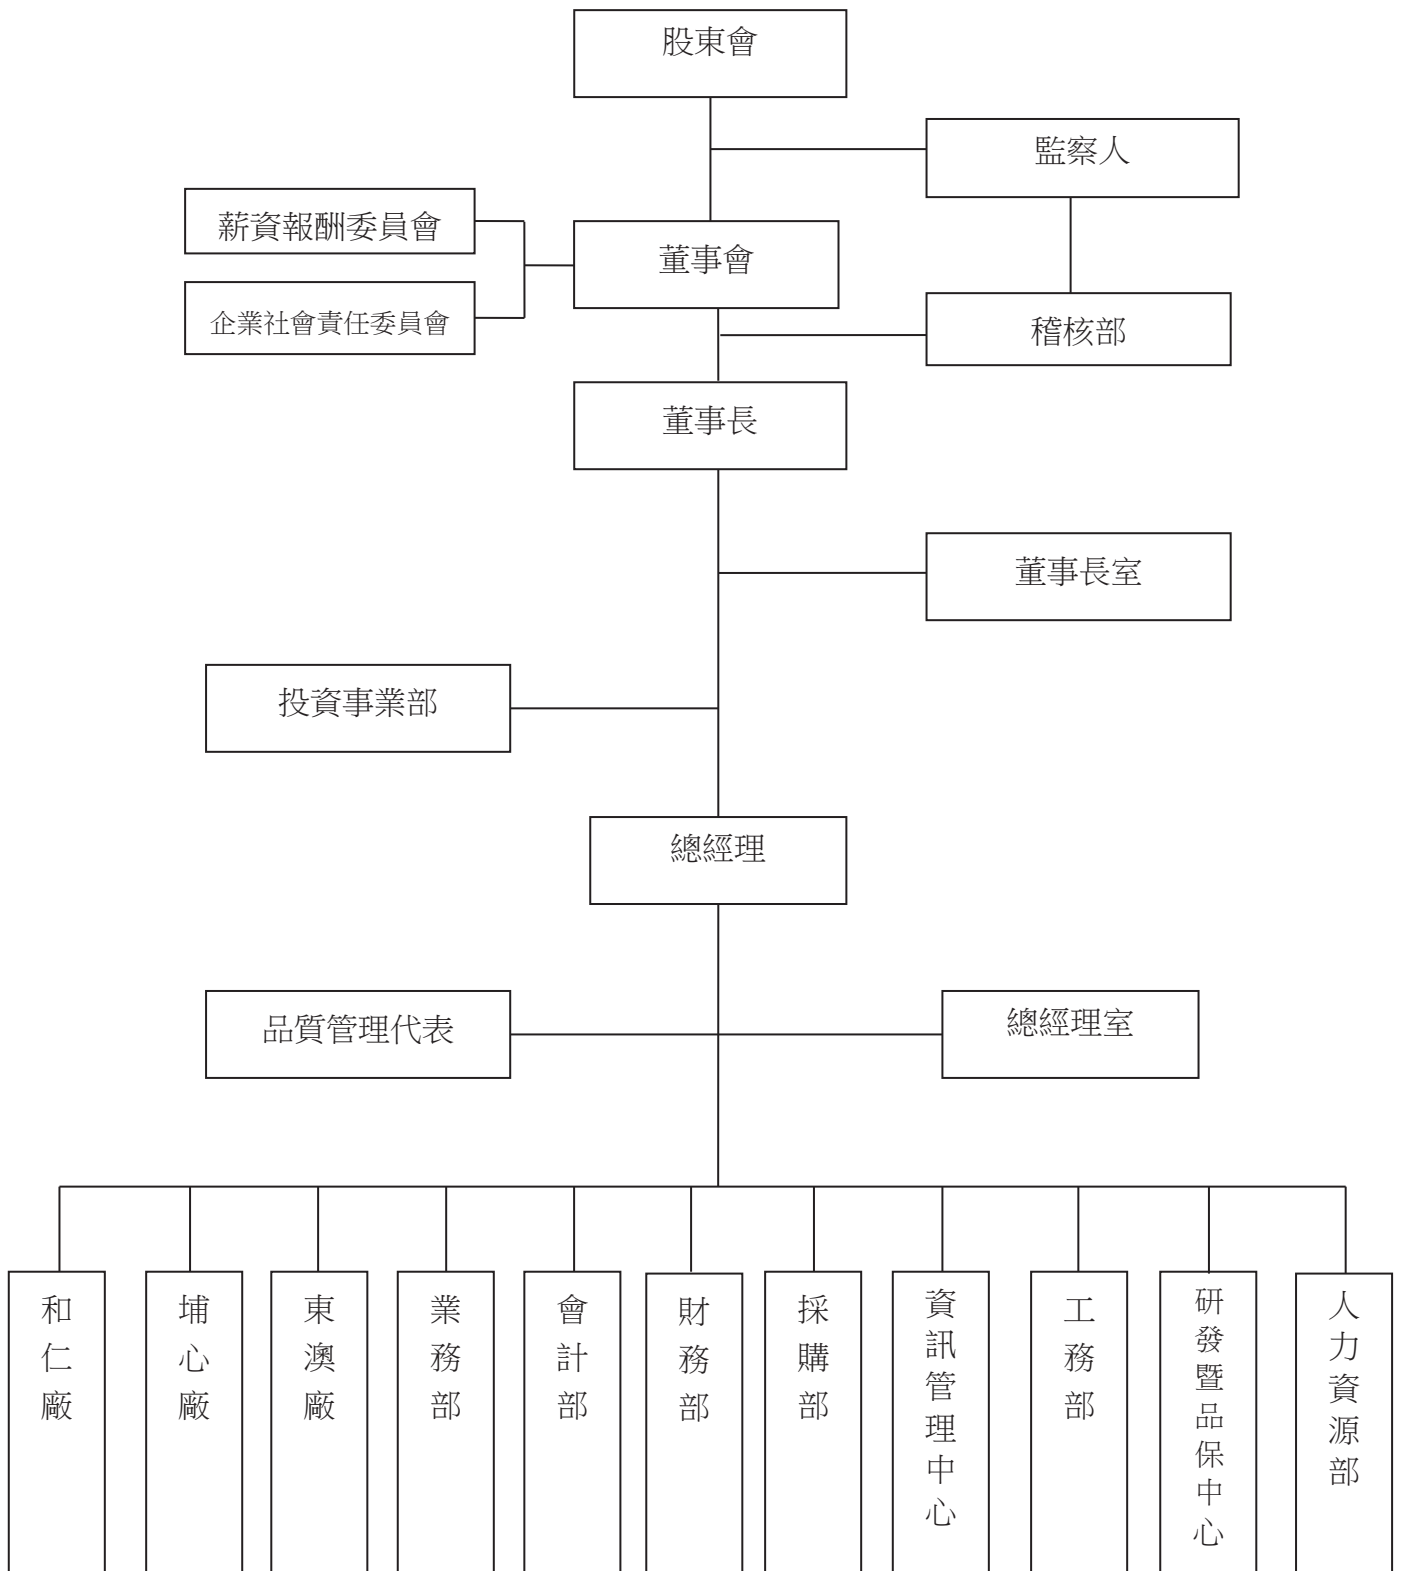 股東會
監察人
薪資報酬委員會
董事會
企業社會責任委員會
稽核部
董事長
董事長室
投資事業部
總經理
品質管理代表
總經理室
和仁廠
埔心廠
東澳廠
業務部
會計部
財務部
採購部
資訊管理中心
工務部
研發暨品保中心
人力資源部